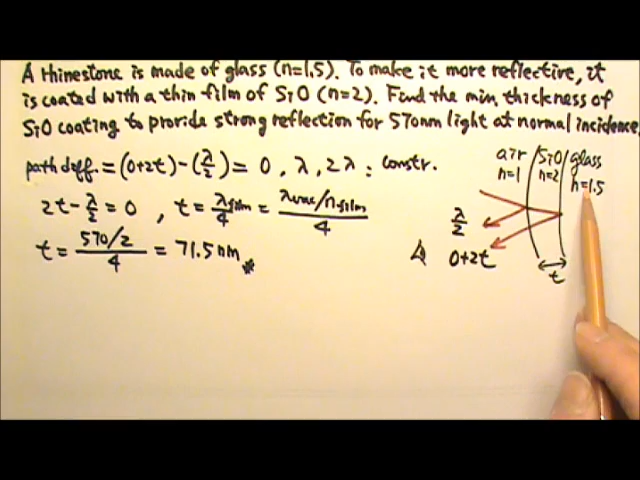 A rhinestone is made of glass (n=1.5). To make it more reflective, it
is coated with a thin film of SiO (n=2). Find the min, thickness of
SiO coating to provide strong reflection for 570nm light at normal incidence.
path diff. = (0+2t) - (λ/2) = 0, λ, 2λ : constr.
2t - λ/2 = 0, t = λfilm/4 = (λvac/nfilm)/4
t = (570/2)/4 = 71.5nm *
air SiO glass
n=1 n=2 n=1.5
λ/2
0+2t
t